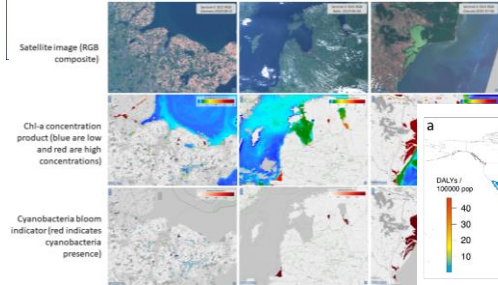 Satellite image (RGB
composite)
Chl-a concentration
product (blue are low
and red are high
concentrations)
Cyanobacteria bloom
indicator (red indicates
cyanobacteria
presence)
a
DALYs /
100000 pop
40
30
20
10